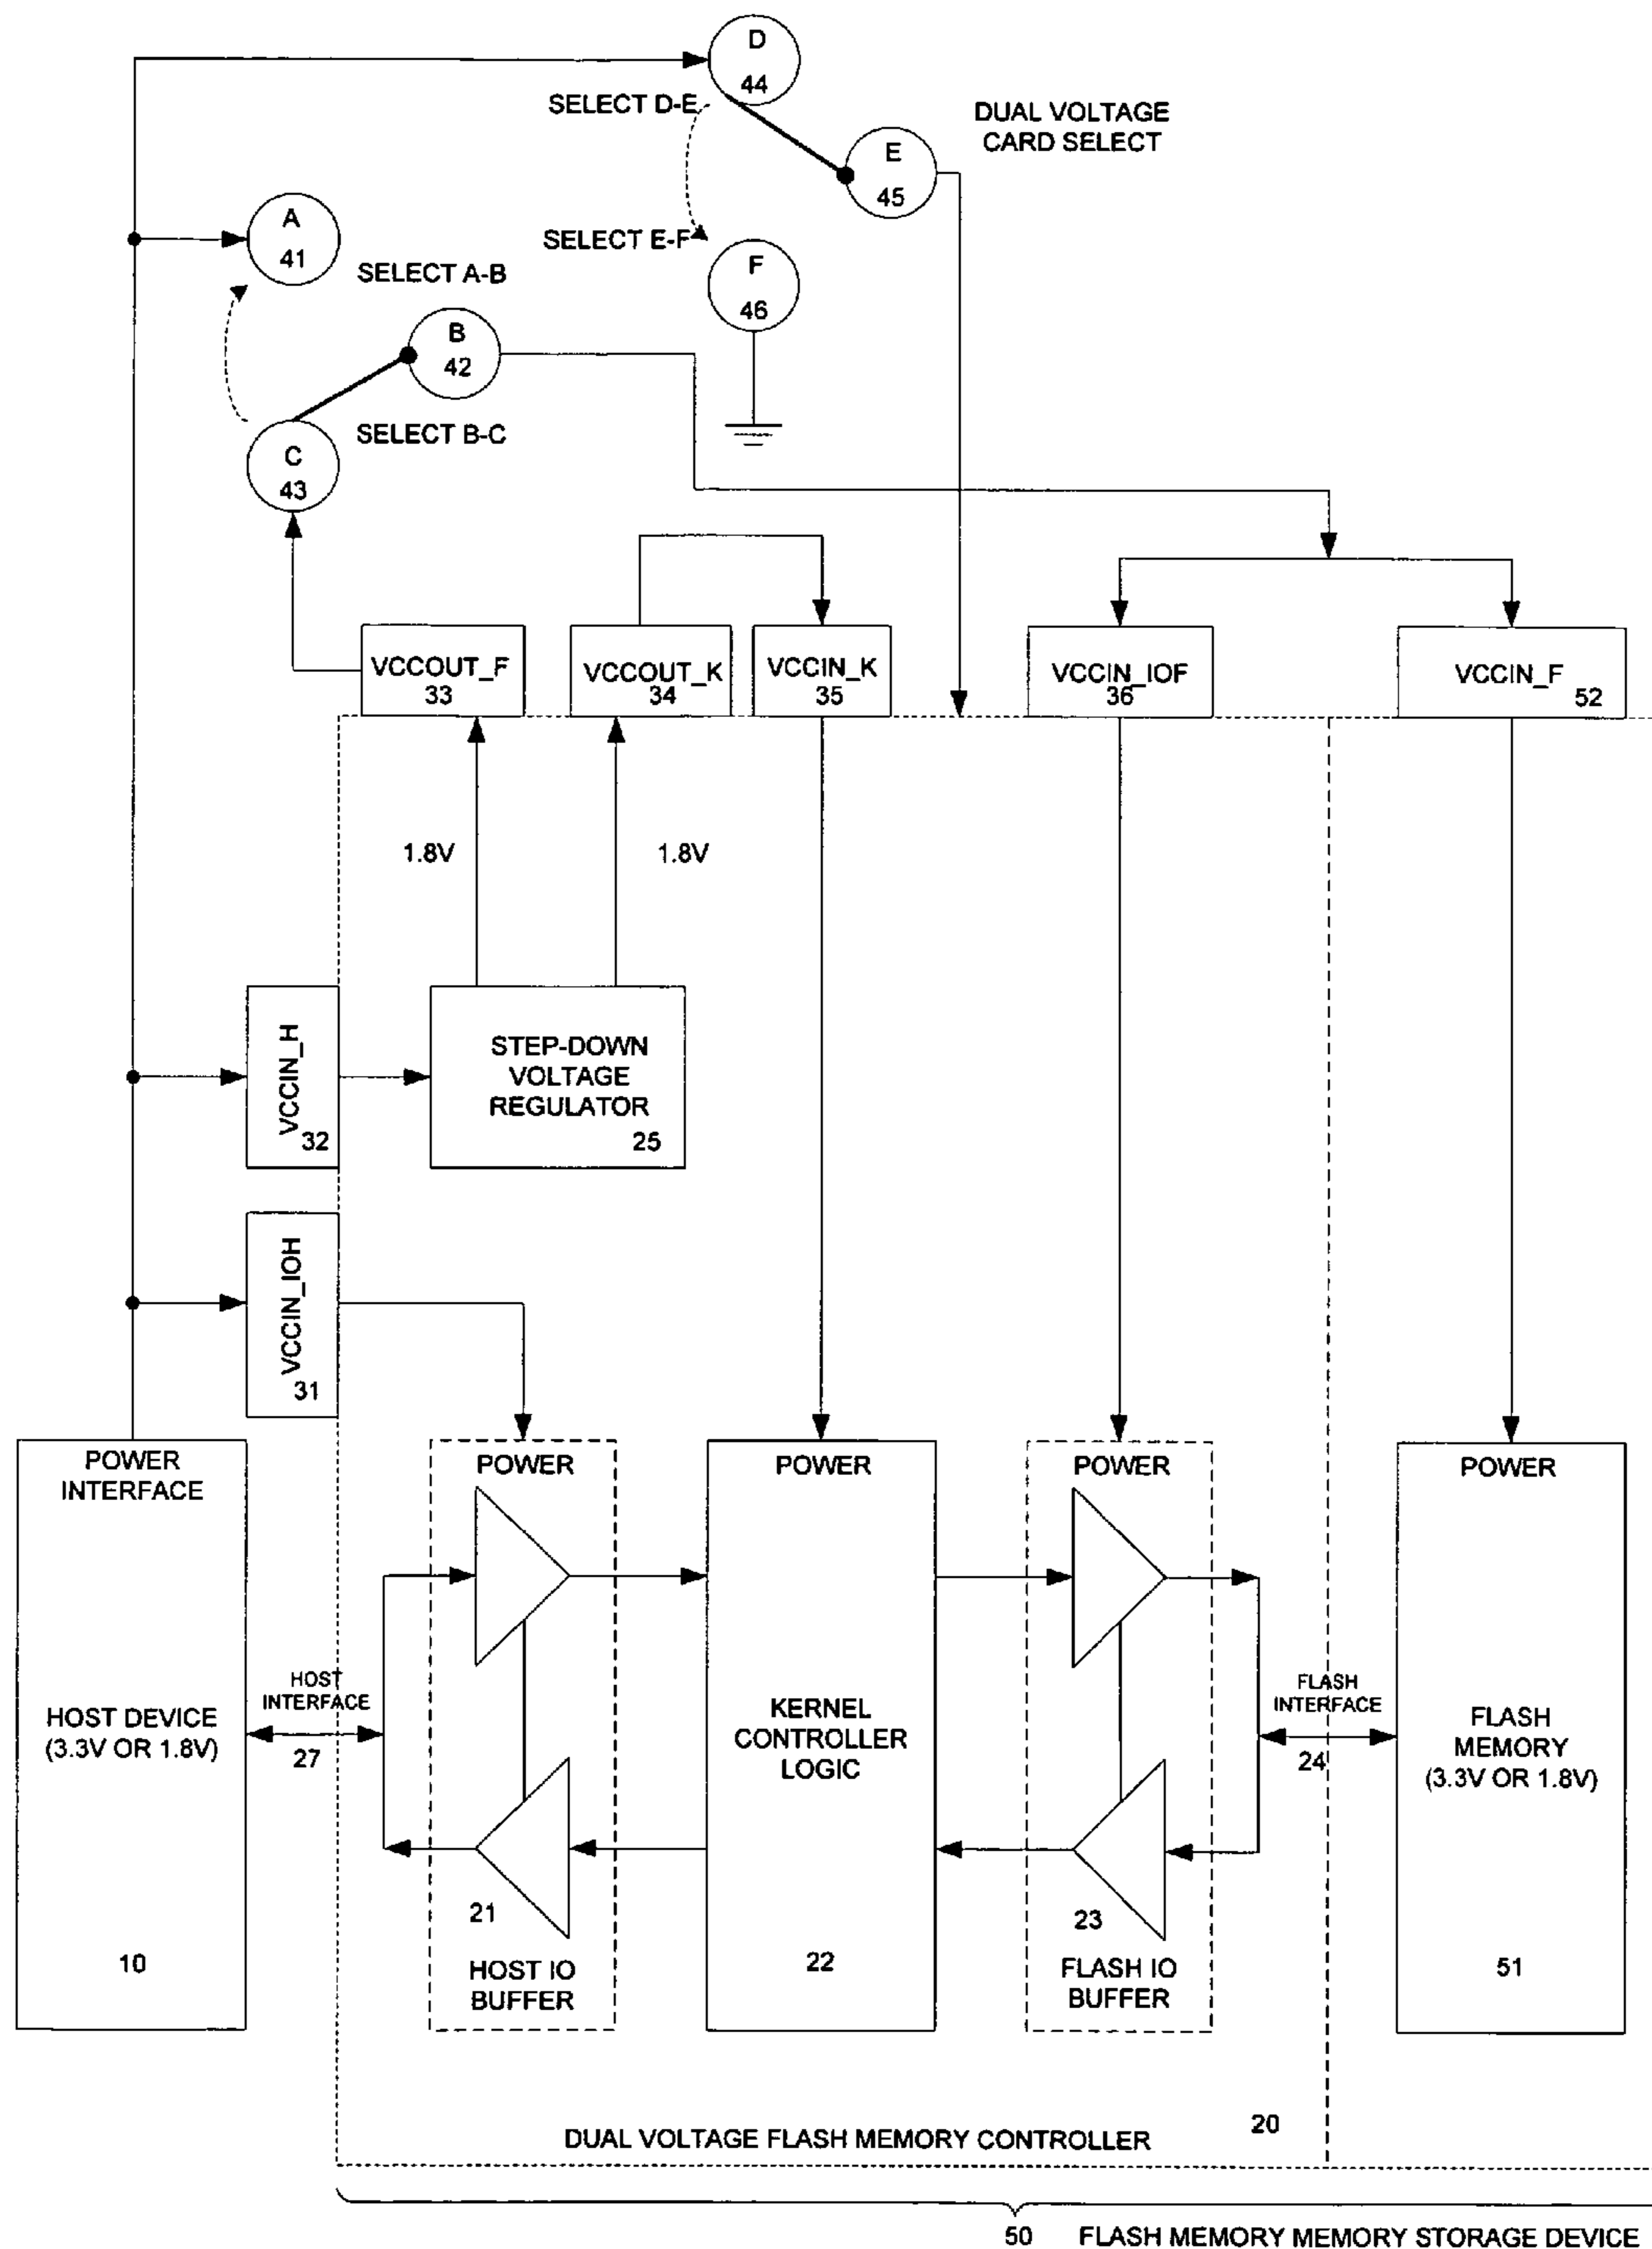 D
44
SELECT D-E
DUAL VOLTAGE
CARD SELECT
E
45
A
41
SELECT E-F
SELECT A-B
F
46
B
42
SELECT B-C
C
43
VCCOUT_F
33
VCCOUT_K
34
VCCIN_K
35
VCCIN_IOF
36
VCCIN_F
52
1.8V
1.8V
VCCIN_H
32
STEP-DOWN
VOLTAGE
REGULATOR
25
VCCIN_IOH
31
POWER
INTERFACE
HOST DEVICE
(3.3V OR 1.8V)
10
HOST
INTERFACE
27
POWER
21
HOST IO
BUFFER
POWER
KERNEL
CONTROLLER
LOGIC
22
POWER
23
FLASH IO
BUFFER
FLASH
INTERFACE
24
POWER
FLASH
MEMORY
(3.3V OR 1.8V)
51
20
DUAL VOLTAGE FLASH MEMORY CONTROLLER
50 FLASH MEMORY MEMORY STORAGE DEVICE